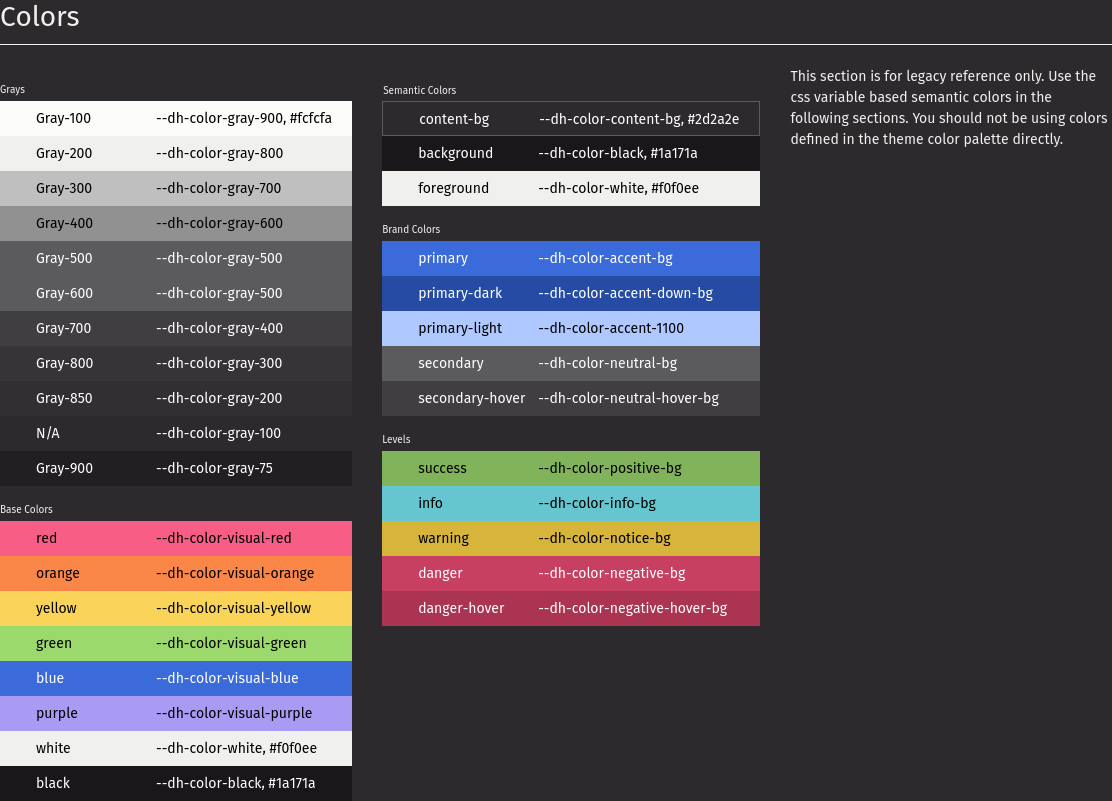 Colors
Grays
Gray-100 --dh-color-gray-900, #fcfcfa
Gray-200 --dh-color-gray-800
Gray-300 --dh-color-gray-700
Gray-400 --dh-color-gray-600
Gray-500 --dh-color-gray-500
Gray-600 --dh-color-gray-500
Gray-700 --dh-color-gray-400
Gray-800 --dh-color-gray-300
Gray-850 --dh-color-gray-200
N/A --dh-color-gray-100
Gray-900 --dh-color-gray-75
Base Colors
red --dh-color-visual-red
orange --dh-color-visual-orange
yellow --dh-color-visual-yellow
green --dh-color-visual-green
blue --dh-color-visual-blue
purple --dh-color-visual-purple
white --dh-color-white, #f0f0ee
black --dh-color-black, #1a171a
Semantic Colors
content-bg --dh-color-content-bg, #2d2a2e
background --dh-color-black, #1a171a
foreground --dh-color-white, #f0f0ee
Brand Colors
primary --dh-color-accent-bg
primary-dark --dh-color-accent-down-bg
primary-light --dh-color-accent-1100
secondary --dh-color-neutral-bg
secondary-hover --dh-color-neutral-hover-bg
Levels
success --dh-color-positive-bg
info --dh-color-info-bg
warning --dh-color-notice-bg
danger --dh-color-negative-bg
danger-hover --dh-color-negative-hover-bg
This section is for legacy reference only. Use the
css variable based semantic colors in the
following sections. You should not be using colors
defined in the theme color palette directly.